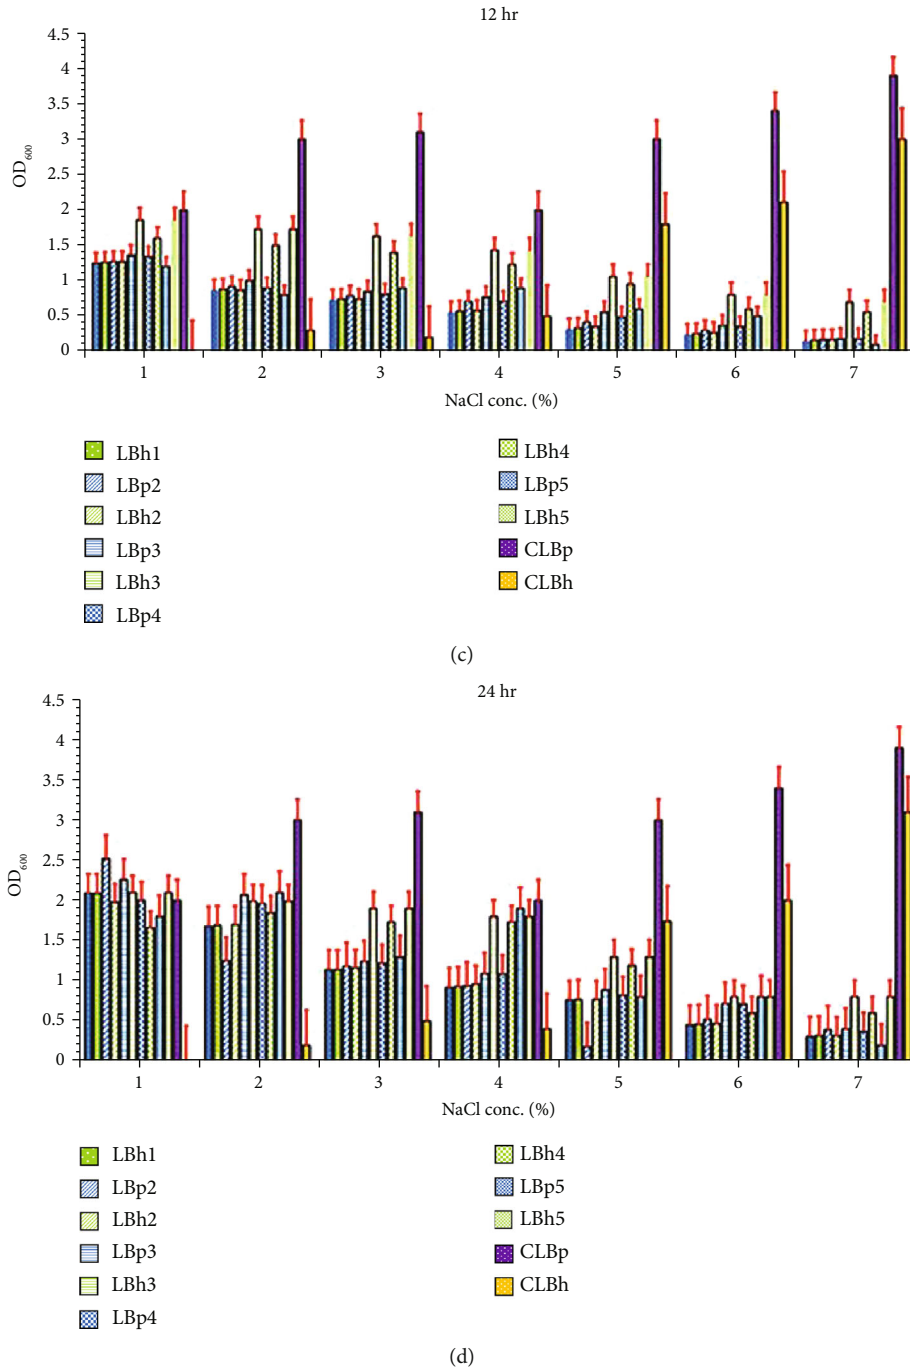 12 hr
4.5
4
3.5
3
2.5
2
1.5
1
0.5
0
OD600
1 2 3 4 5 6 7
NaCl conc. (%)
LBh1
LBp2
LBh2
LBp3
LBh3
LBp4
LBh4
LBp5
LBh5
CLBp
CLBh
(c)
24 hr
4.5
4
3.5
3
2.5
2
1.5
1
0.5
0
OD600
1 2 3 4 5 6 7
NaCl conc. (%)
LBh1
LBp2
LBh2
LBp3
LBh3
LBp4
LBh4
LBp5
LBh5
CLBp
CLBh
(d)